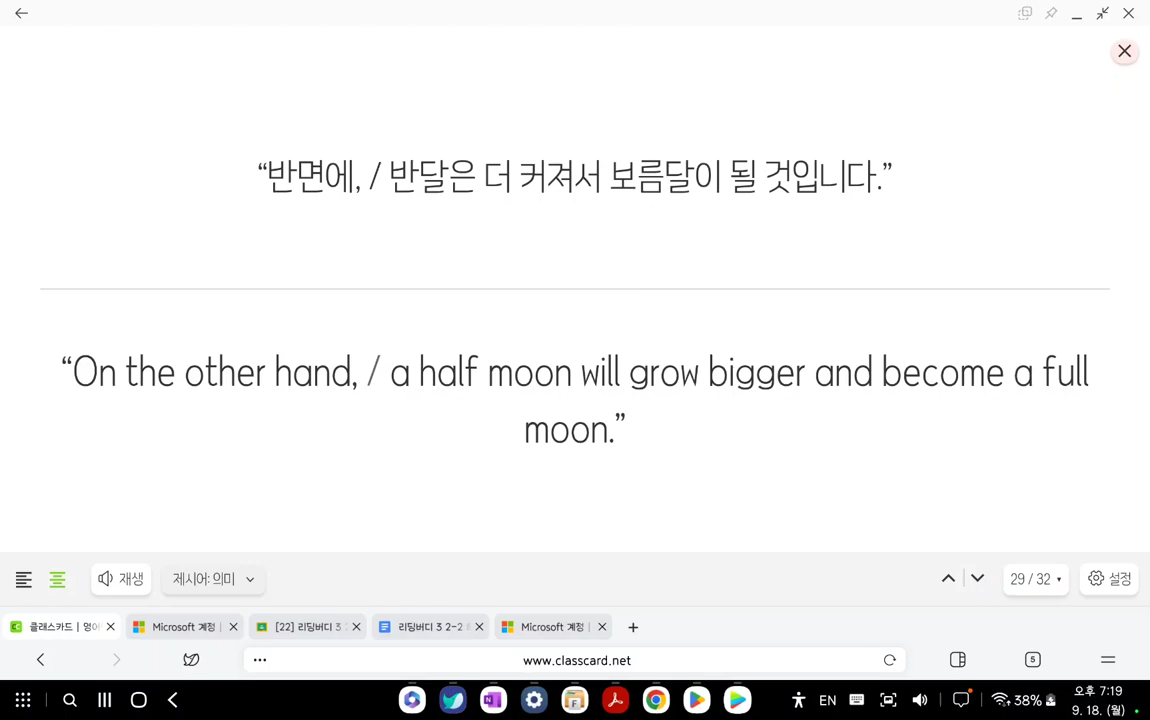 “반면에, / 반달은 더 커져서 보름달이 될 것입니다.”
“On the other hand, / a half moon will grow bigger and become a full
moon.”
재생 제시어: 의미 29 / 32 설정
클래스카드 | 영어 Microsoft 계정 | [22] 리딩버디 3 2 리딩버디 3 2-2 Microsoft 계정 |
www.classcard.net 5
EN 38% 오후 7:19
9. 18. (월)